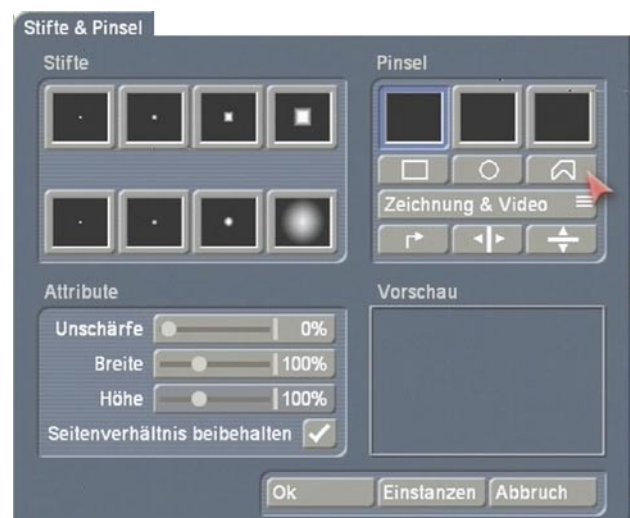 Stifte & Pinsel
Stifte
Pinsel
Zeichnung & Video
Attribute
Unschärfe 0%
Breite 100%
Höhe 100%
Seitenverhältnis beibehalten
Vorschau
Ok Einstanzen Abbruch